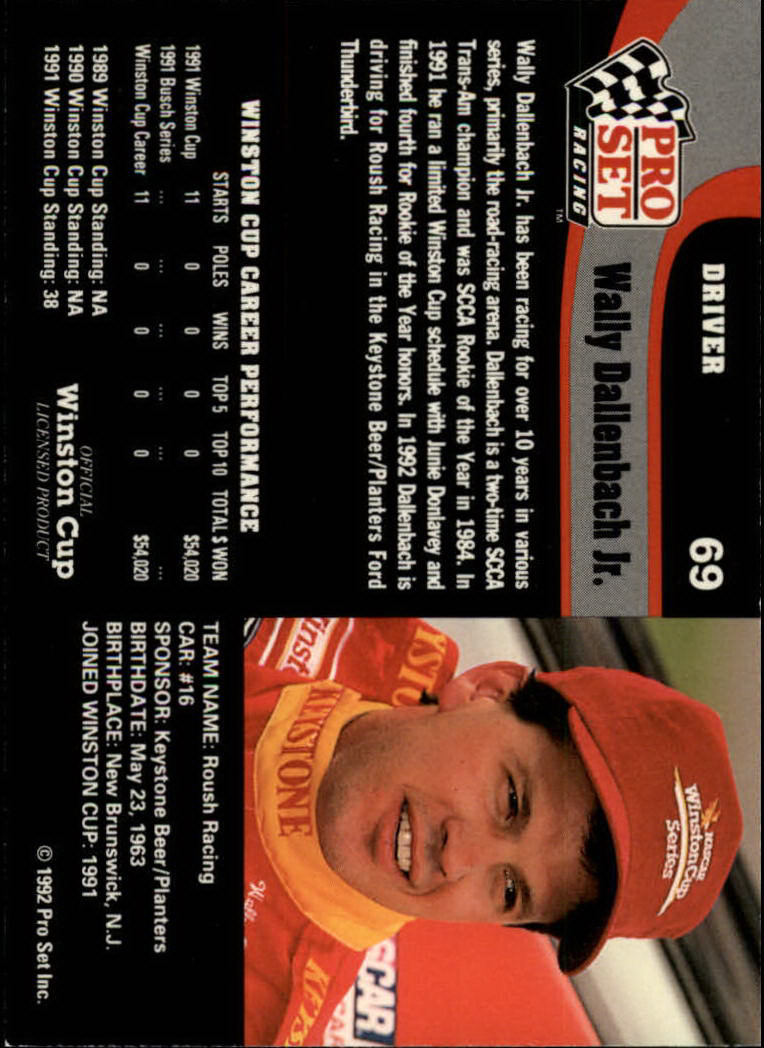 PRO
SET
RACING
TM
DRIVER
69
Wally Dallenbach Jr.
Wally Dallenbach Jr. has been racing for over 10 years in various
series, primarily the road-racing arena. Dallenbach is a two-time SCCA
Trans-Am champion and was SCCA Rookie of the Year in 1984. In
1991 he ran a limited Winston Cup schedule with Junie Donlavey and
finished fourth for Rookie of the Year honors. In 1992 Dallenbach is
driving for Roush Racing in the Keystone Beer/Planters Ford
Thunderbird.
WINSTON CUP CAREER PERFORMANCE
STARTS POLES WINS TOP 5 TOP 10 TOTAL $ WON
1991 Winston Cup 11 0 0 0 0 $54,020
1991 Busch Series ... ... ... ... ... ...
Winston Cup Career 11 0 0 0 0 $54,020
1989 Winston Cup Standing: NA
1990 Winston Cup Standing: NA
1991 Winston Cup Standing: 38
OFFICIAL
Winston Cup
LICENSED PRODUCT
NASCAR
Winston Cup
Series
KEYSTONE
TEAM NAME: Roush Racing
CAR: #16
SPONSOR: Keystone Beer/Planters
BIRTHDATE: May 23, 1963
BIRTHPLACE: New Brunswick, N.J.
JOINED WINSTON CUP: 1991
© 1992 Pro Set Inc.